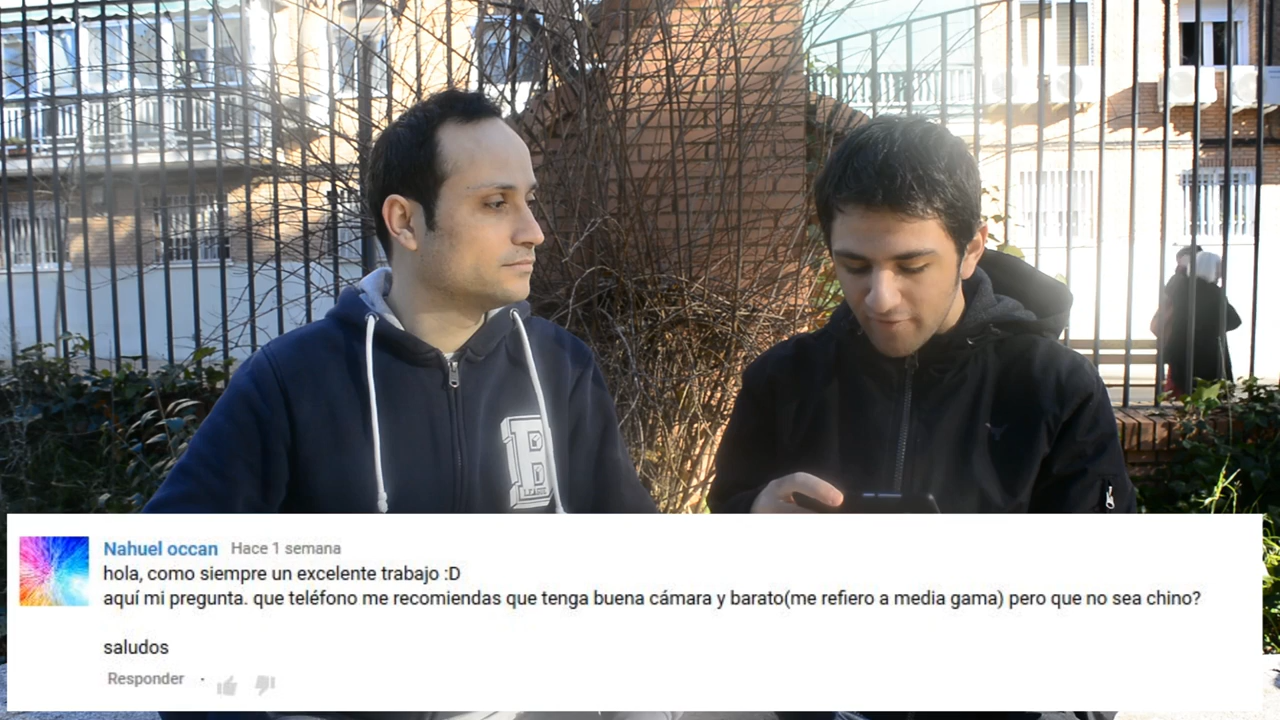 B
LEAGUE
Nahuel occan Hace 1 semana
hola, como siempre un excelente trabajo :D
aquí mi pregunta. que teléfono me recomiendas que tenga buena cámara y barato(me refiero a media gama) pero que no sea chino?
saludos
Responder ·